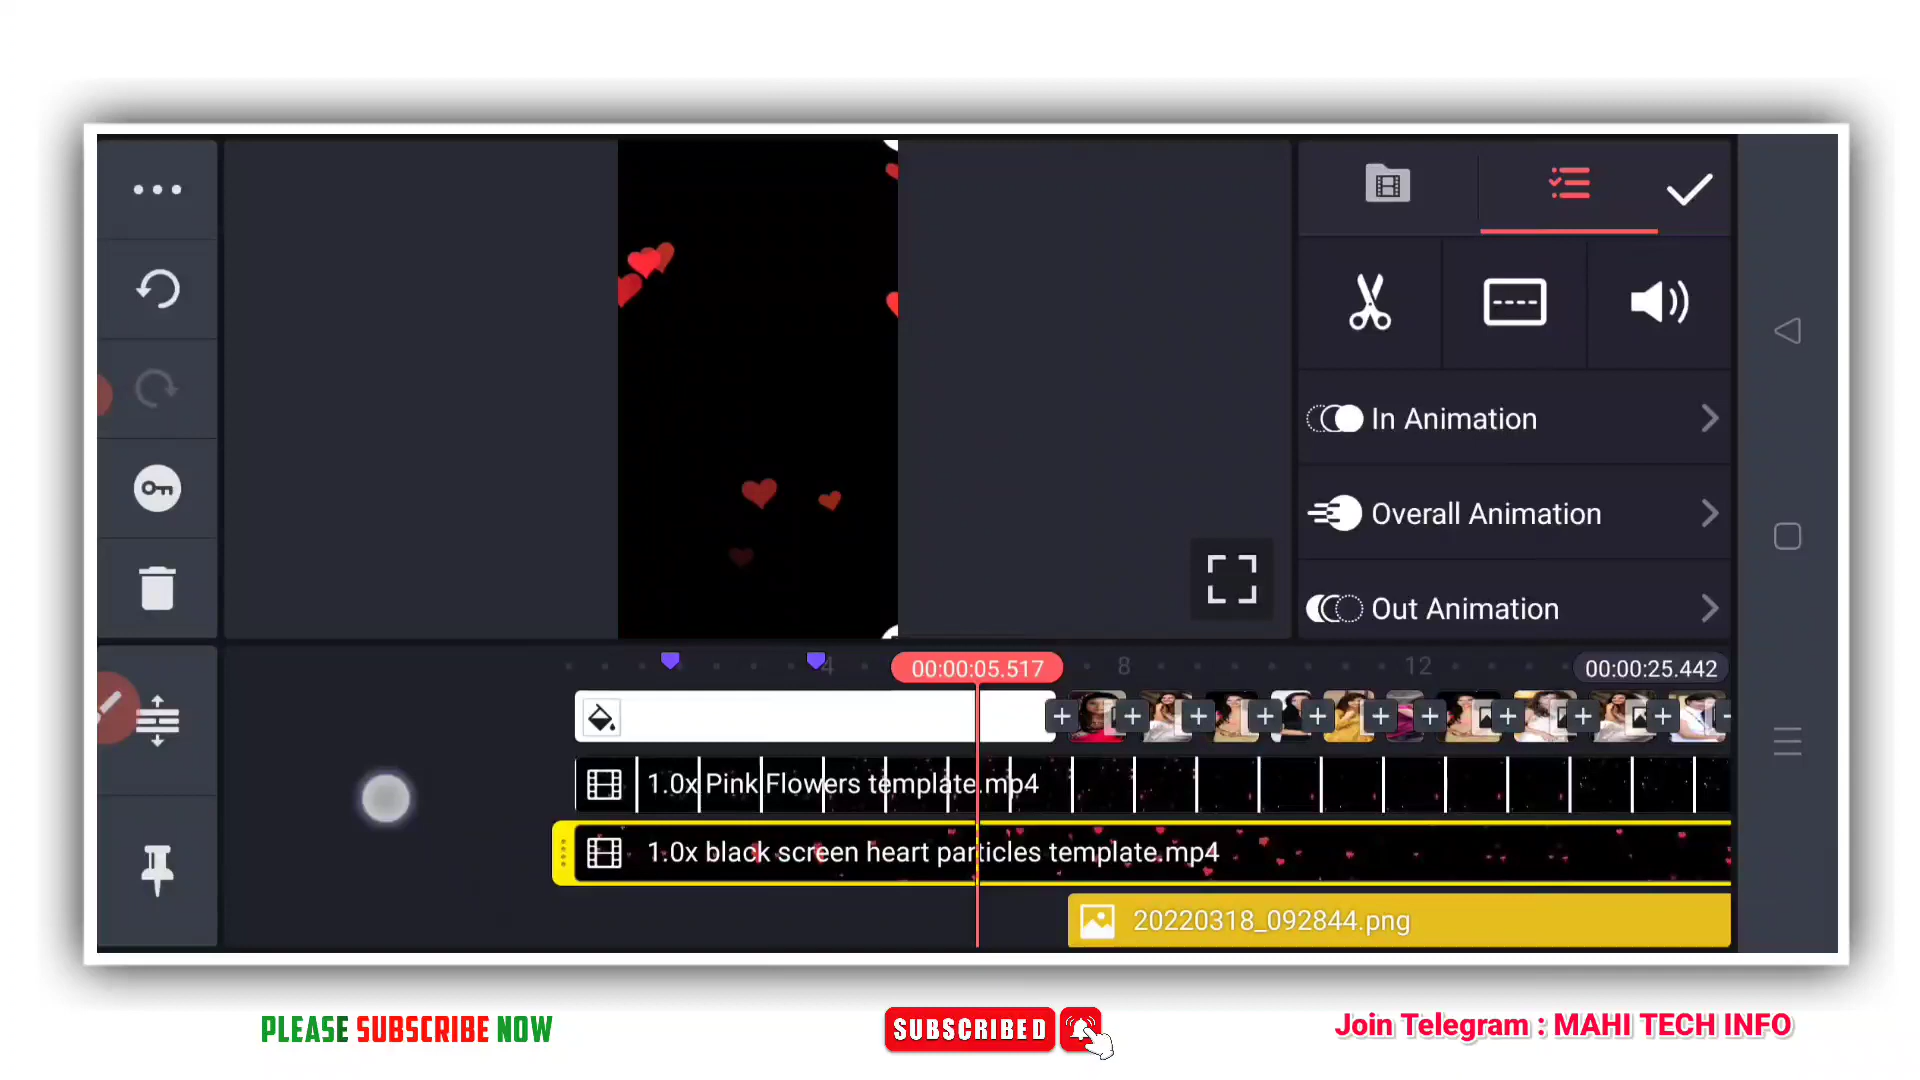 In Animation
Overall Animation
Out Animation
4
00:00:05.517
8
12
00:00:25.442
1.0x Pink Flowers template.mp4
1.0x black screen heart particles template.mp4
20220318_092844.png
PLEASE SUBSCRIBE NOW
SUBSCRIBED
Join Telegram : MAHI TECH INFO